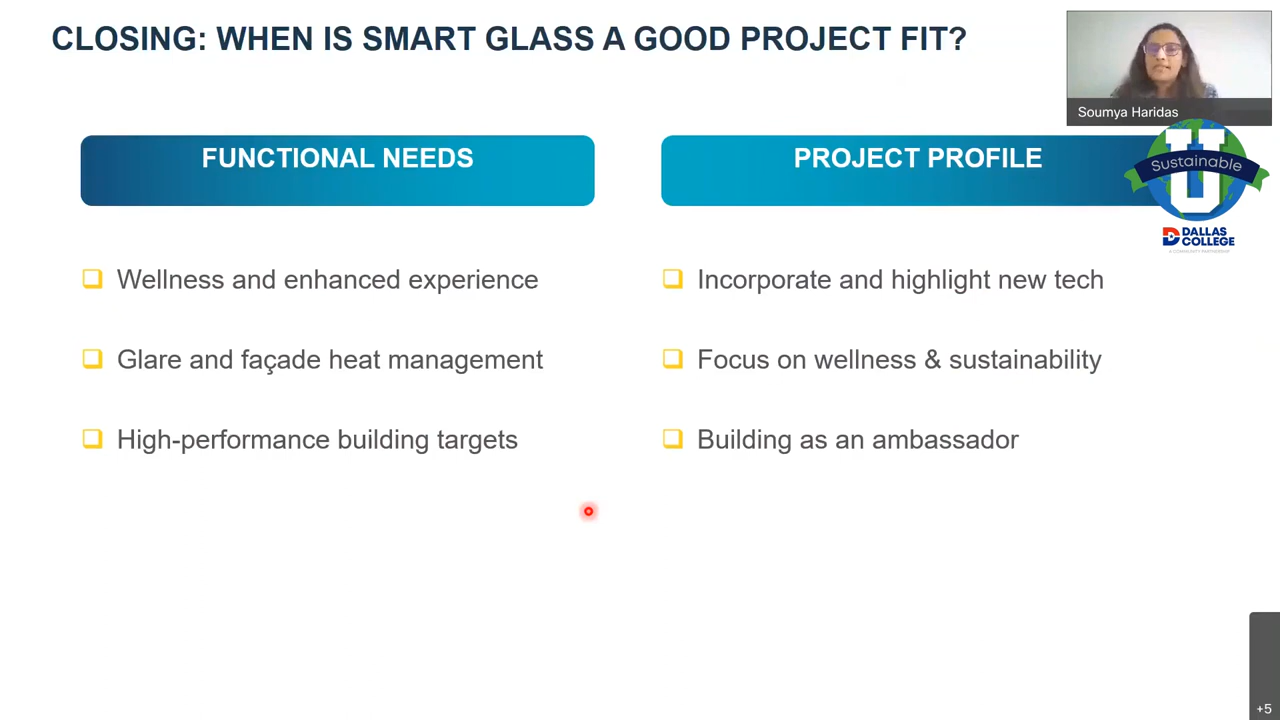 CLOSING: WHEN IS SMART GLASS A GOOD PROJECT FIT?
Soumya Haridas
FUNCTIONAL NEEDS
Wellness and enhanced experience
Glare and façade heat management
High-performance building targets
PROJECT PROFILE
Incorporate and highlight new tech
Focus on wellness & sustainability
Building as an ambassador
U
Sustainable
DALLAS
COLLEGE
+5